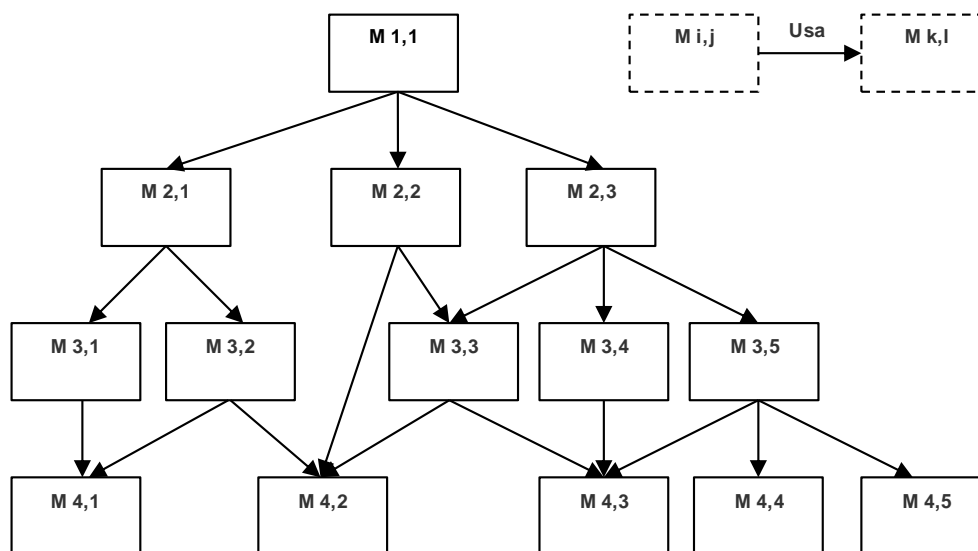 M 1,1
M i,j
Usa
M k,l
M 2,1
M 2,2
M 2,3
M 3,1
M 3,2
M 3,3
M 3,4
M 3,5
M 4,1
M 4,2
M 4,3
M 4,4
M 4,5